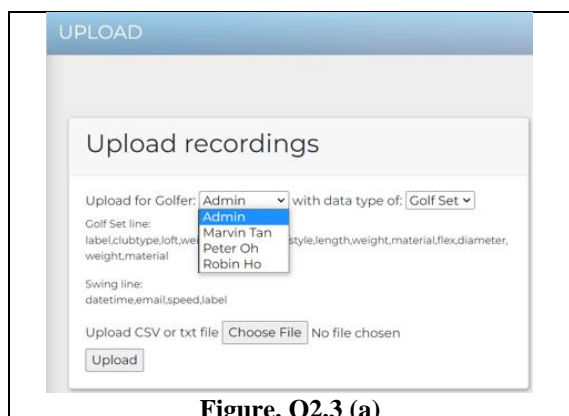 UPLOAD
Upload recordings
Upload for Golfer: Admin with data type of: Golf Set
Admin
Marvin Tan
Peter Oh
Robin Ho
Golf Set line:
label,clubtype,loft,wei style,length,weight,material,flex,diameter,
weight,material
Swing line:
datetime,email,speed,label
Upload CSV or txt file Choose File No file chosen
Upload
Figure. Q2.3 (a)